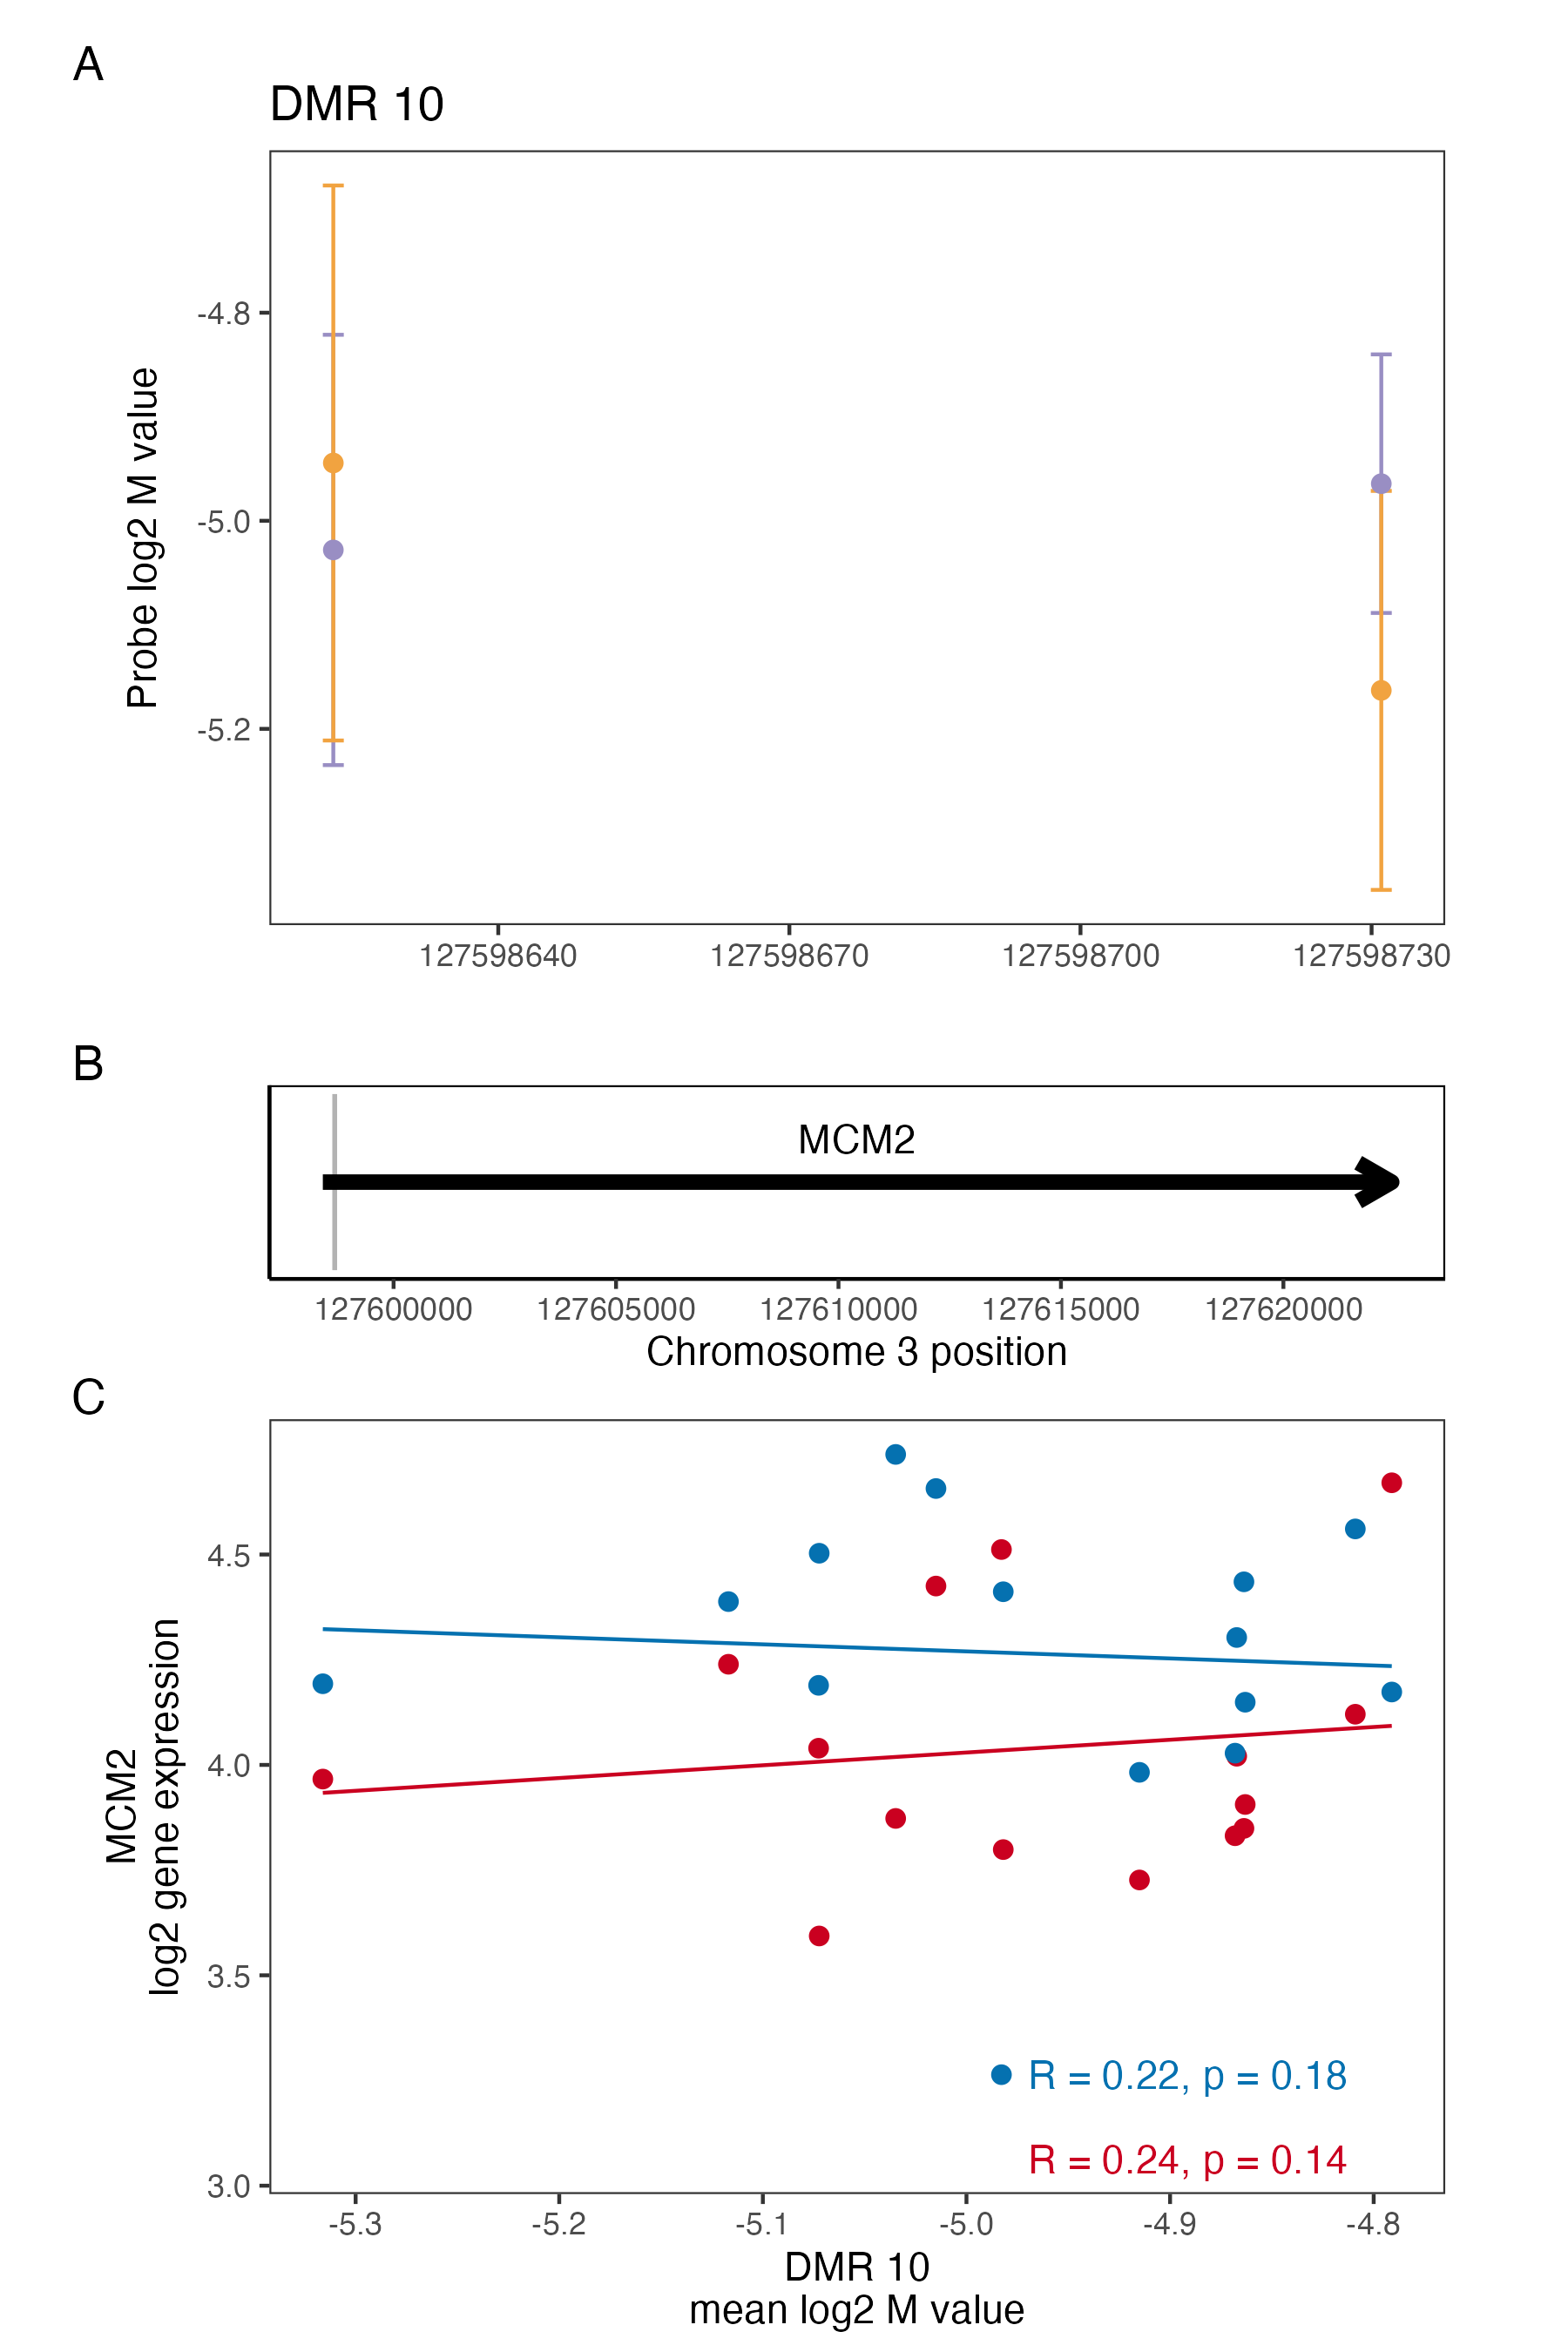 A
DMR 10
Probe log2 M value
-4.8
-5.0
-5.2
127598640 127598670 127598700 127598730
B
MCM2
127600000 127605000 127610000 127615000 127620000
Chromosome 3 position
C
MCM2
log2 gene expression
4.5
4.0
3.5
3.0
R = 0.22, p = 0.18
R = 0.24, p = 0.14
-5.3 -5.2 -5.1 -5.0 -4.9 -4.8
DMR 10
mean log2 M value